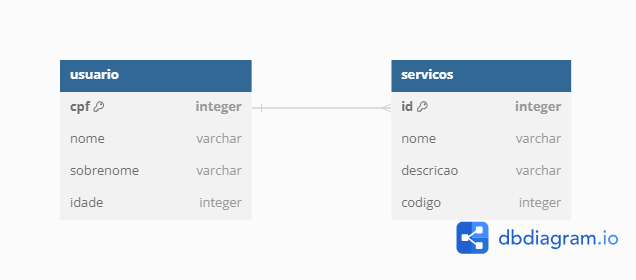 usuario
cpf integer
nome varchar
sobrenome varchar
idade integer
servicos
id integer
nome varchar
descricao varchar
codigo integer
dbdiagram.io